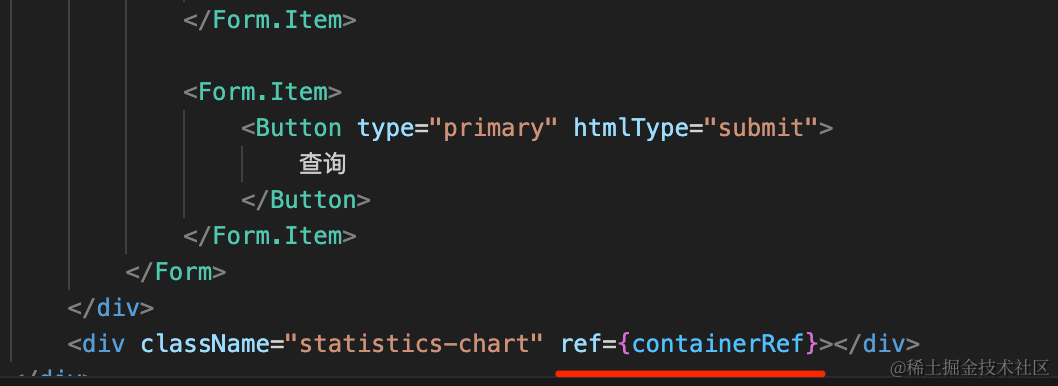 </Form.Item>
<Form.Item>
<Button type="primary" htmlType="submit">
查询
</Button>
</Form.Item>
</Form>
</div>
<div className="statistics-chart" ref={containerRef}></div>
</div>
@稀土掘金技术社区